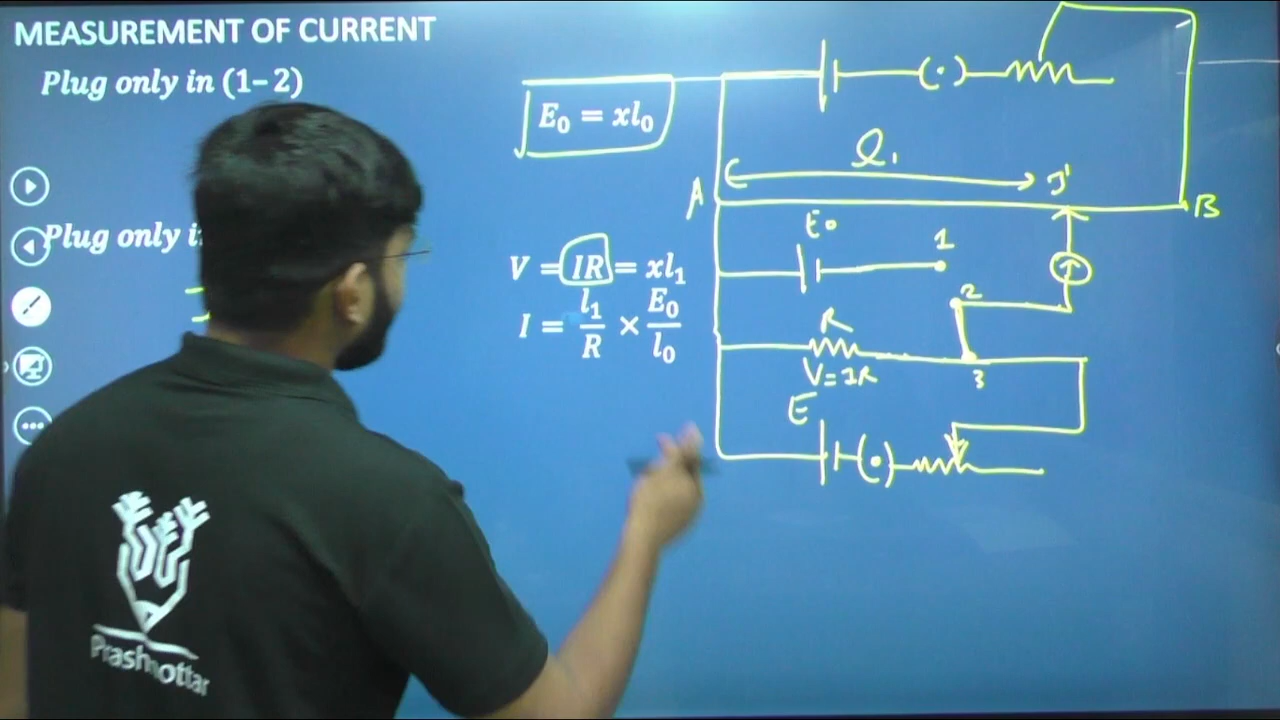 MEASUREMENT OF CURRENT
Plug only in (1–2)
E₀ = xl₀
Plug only i
V = IR = xl₁
I = l₁/R × E₀/l₀
l₁
A
J'
B
E₀
1
2
R
V=IR
3
E
Prashnottar